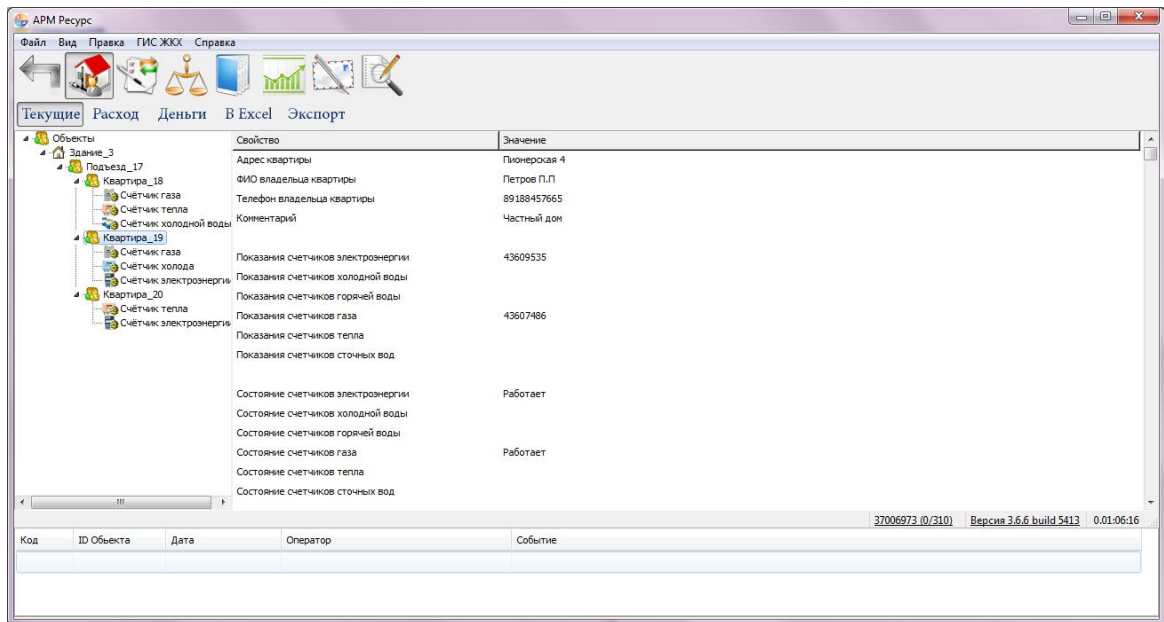 АРМ Ресурс
Файл Вид Правка ГИС ЖКХ Справка
Текущие Расход Деньги В Excel Экспорт
Объекты
Здание_3
Подъезд_17
Квартира_18
Счётчик газа
Счётчик тепла
Счётчик холодной воды
Квартира_19
Счётчик газа
Счётчик холода
Счётчик электроэнергии
Квартира_20
Счётчик тепла
Счётчик электроэнергии
Свойство Значение
Адрес квартиры Пионерская 4
ФИО владельца квартиры Петров П.П
Телефон владельца квартиры 89188457665
Комментарий Частный дом
Показания счетчиков электроэнергии 43609535
Показания счетчиков холодной воды
Показания счетчиков горячей воды
Показания счетчиков газа 43607486
Показания счетчиков тепла
Показания счетчиков сточных вод
Состояние счетчиков электроэнергии Работает
Состояние счетчиков холодной воды
Состояние счетчиков горячей воды
Состояние счетчиков газа Работает
Состояние счетчиков тепла
Состояние счетчиков сточных вод
37006973 (0/310) Версия 3.6.6 build 5413 0.01:06:16
Код ID Объекта Дата Оператор Событие